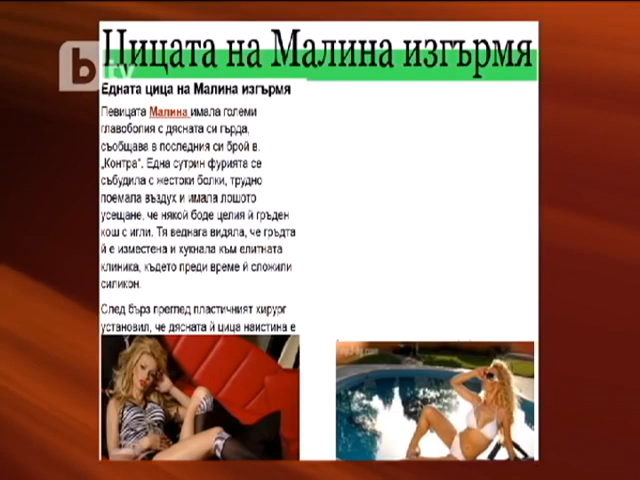 Цицата на Малина изгърмя
btv
Едната цица на Малина изгърмя
Певицата Малина имала големи
главоболия с дясната си гърда,
съобщава в последния си брой в.
„Контра“. Една сутрин фурията се
събудила с жестоки болки, трудно
поемала въздух и имала лошото
усещане, че някой боде целия ѝ гръден
кош с игли. Тя веднага видяла, че гръдта
ѝ е изместена и хукнала към елитната
клиника, където преди време ѝ сложили
силикон.
След бърз преглед пластичният хирург
установил, че дясната ѝ цица наистина е